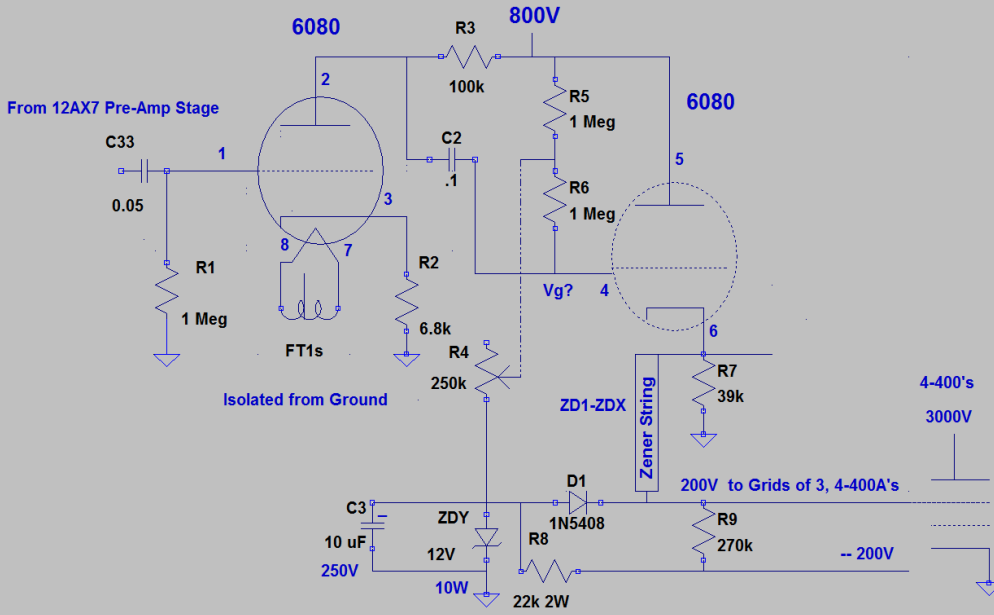 6080
R3
800V
100k
From 12AX7 Pre-Amp Stage
C33
0.05
1
2
3
8
7
R1
1 Meg
FT1s
R2
6.8k
C2
.1
R5
1 Meg
R6
1 Meg
6080
5
Vg?
4
6
R4
250k
Isolated from Ground
ZD1-ZDX
Zener String
R7
39k
4-400's
3000V
C3
10 uF
250V
ZDY
12V
10W
D1
1N5408
R8
22k 2W
200V to Grids of 3, 4-400A's
R9
270k
-- 200V